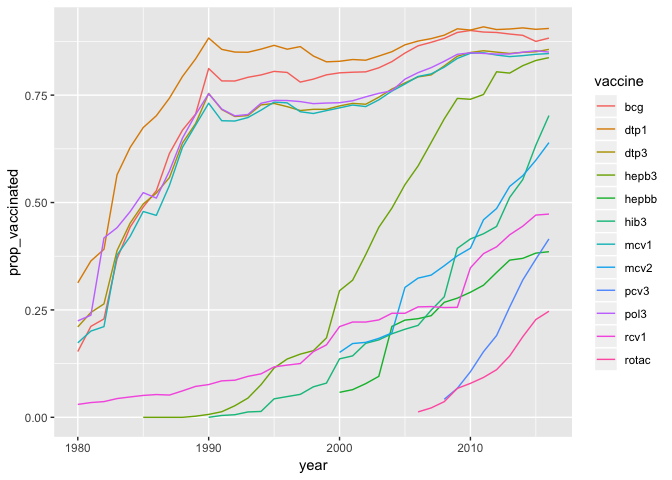 prop_vaccinated
0.75
0.50
0.25
0.00
1980
1990
2000
2010
year
vaccine
bcg
dtp1
dtp3
hepb3
hepbb
hib3
mcv1
mcv2
pcv3
pol3
rcv1
rotac